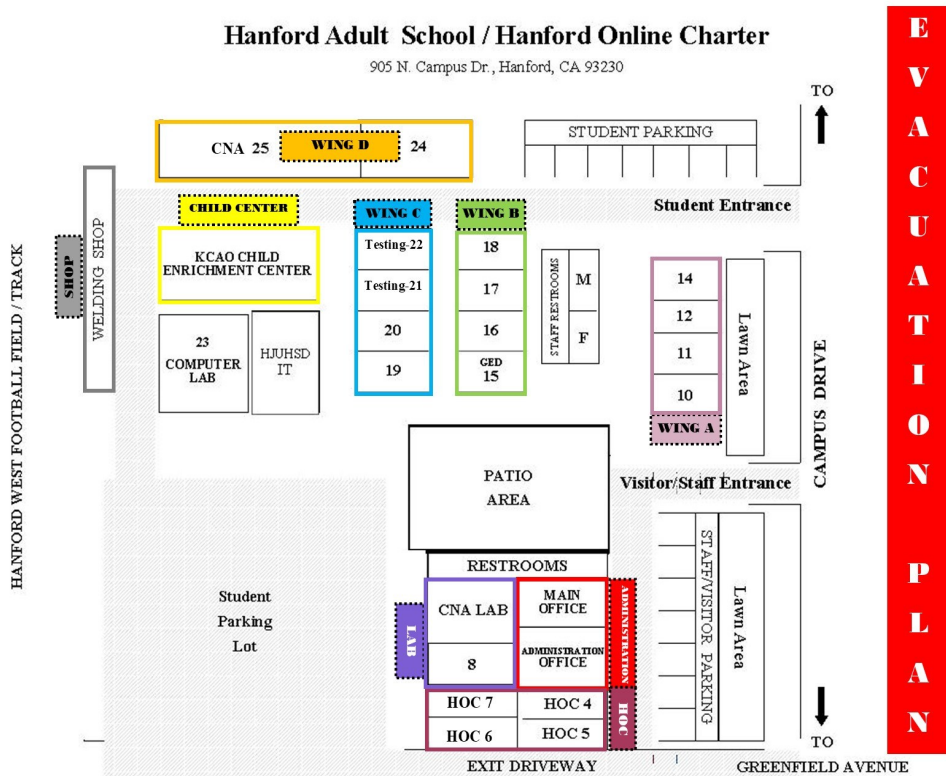 Hanford Adult School / Hanford Online Charter
905 N. Campus Dr., Hanford, CA 93230
EVACUATION PLAN
TO
STUDENT PARKING
CNA 25
WING D
24
Student Entrance
CHILD CENTER
WING C
WING B
KCAO CHILD
ENRICHMENT CENTER
Testing-22
Testing-21
20
19
18
17
16
GED
15
STAFF RESTROOMS
M
F
14
12
11
10
WING A
Lawn Area
CAMPUS DRIVE
HANFORD WEST FOOTBALL FIELD / TRACK
SHOP
WELDING SHOP
23
COMPUTER
LAB
HJUHSD
IT
PATIO
AREA
Visitor/Staff Entrance
RESTROOMS
CNA LAB
8
LAB
MAIN
OFFICE
ADMINISTRATION
OFFICE
ADMINISTRATION
HOC 7
HOC 4
HOC 6
HOC 5
HOC
STAFF/VISITOR PARKING
Lawn Area
Student
Parking
Lot
TO
EXIT DRIVEWAY
GREENFIELD AVENUE